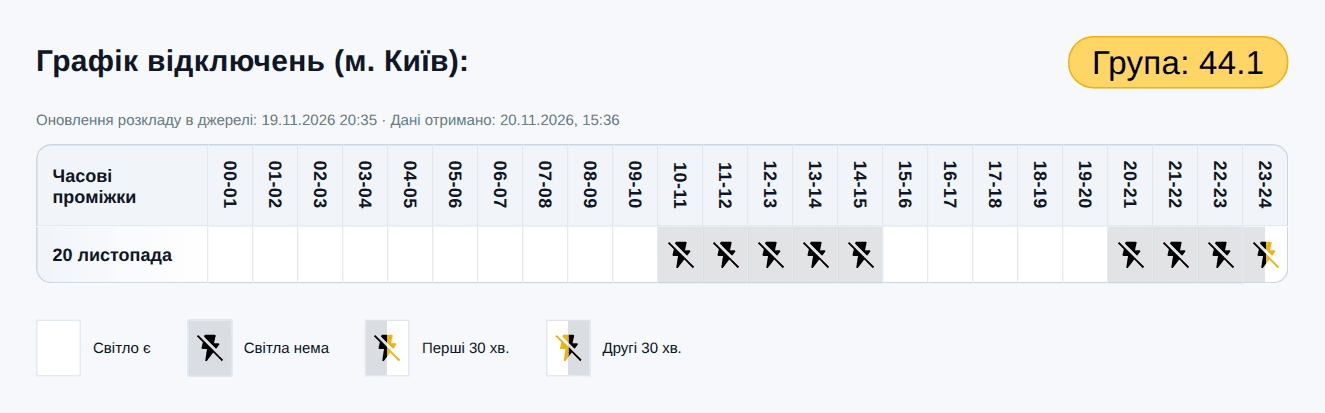 Графік відключень (м. Київ):
Група: 44.1
Оновлення розкладу в джерелі: 19.11.2026 20:35 · Дані отримано: 20.11.2026, 15:36
Часові
проміжки
00-01
01-02
02-03
03-04
04-05
05-06
06-07
07-08
08-09
09-10
10-11
11-12
12-13
13-14
14-15
15-16
16-17
17-18
18-19
19-20
20-21
21-22
22-23
23-24
20 листопада
Світло є
Світла нема
Перші 30 хв.
Другі 30 хв.